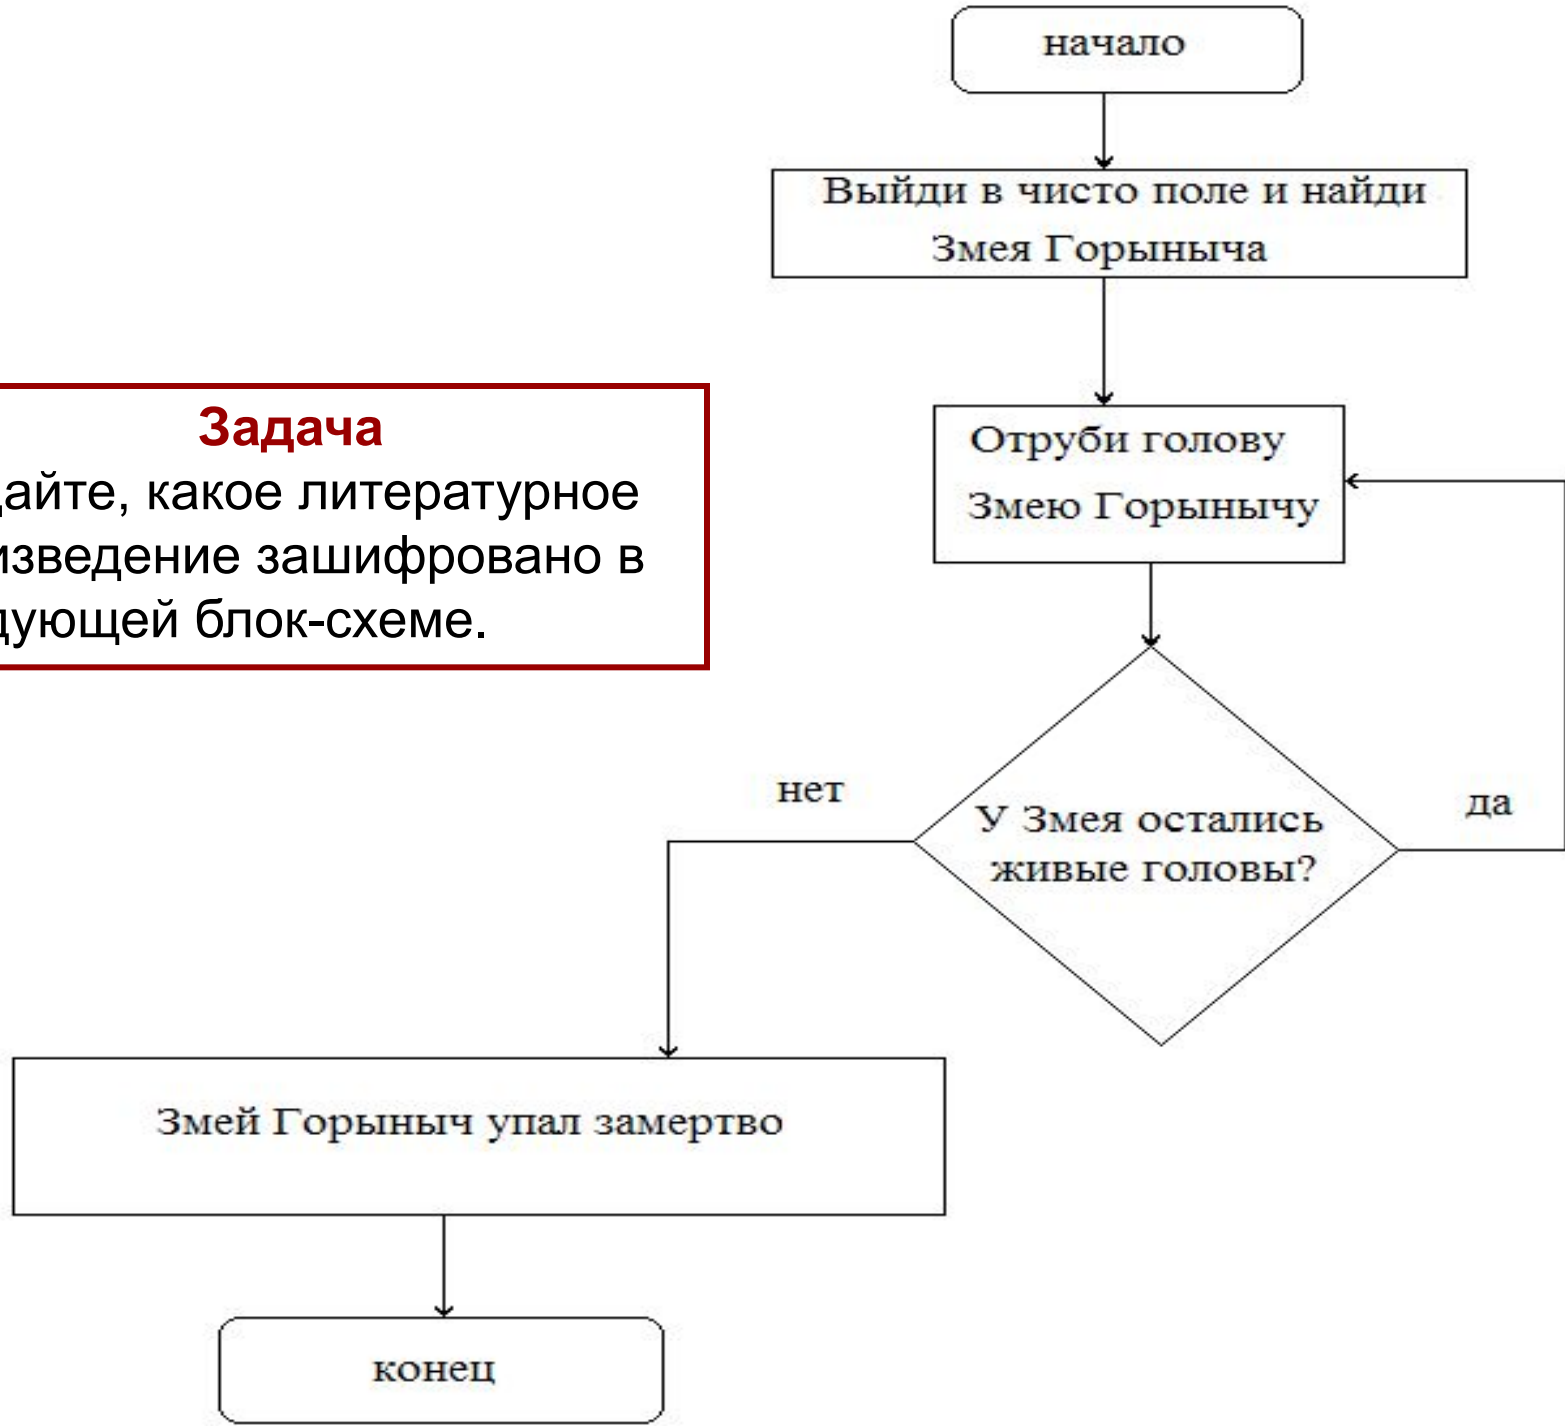 начало
Выйди в чисто поле и найди
Змея Горыныча
Задача
дайте, какое литературное
изведение зашифровано в
дующей блок-схеме.
Отруби голову
Змею Горынычу
нет
У Змея остались
живые головы?
да
Змей Горыныч упал замертво
конец